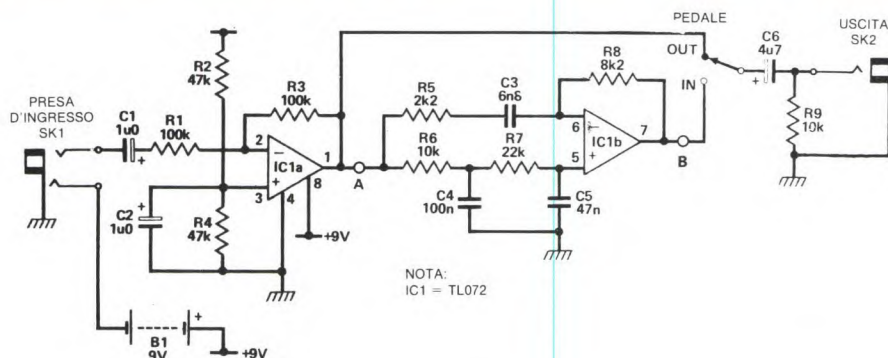 PRESA
D'INGRESSO
SK1
C1
1u0
R1
100k
R2
47k
R3
100k
2
3
IC1a
1
8
4
+9V
C2
1u0
R4
47k
B1
9V
+
+9V
A
R5
2k2
C3
6n8
R6
10k
R7
22k
C4
100n
C5
47n
R8
8k2
6
5
IC1b
7
B
NOTA:
IC1 = TL072
PEDALE
OUT
IN
C6
4u7
R9
10k
USCITA
SK2